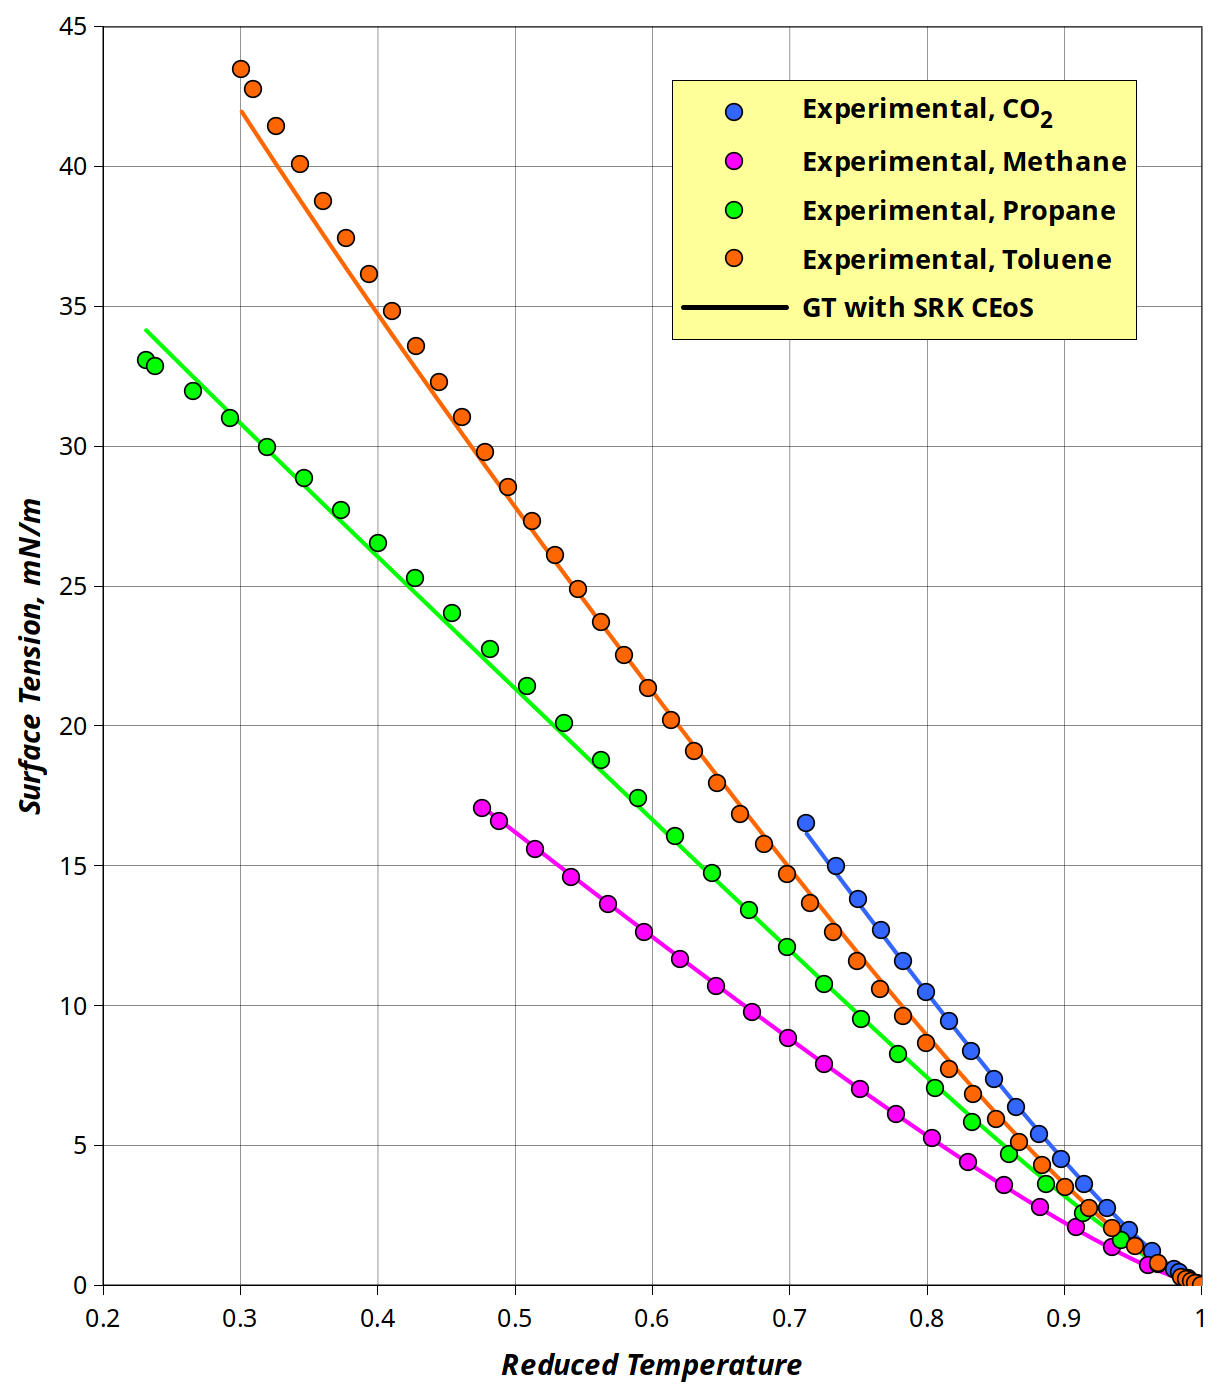 45
40
35
30
25
20
15
10
5
0
Surface Tension, mN/m
Experimental, CO2
Experimental, Methane
Experimental, Propane
Experimental, Toluene
GT with SRK CEoS
0.2 0.3 0.4 0.5 0.6 0.7 0.8 0.9 1
Reduced Temperature